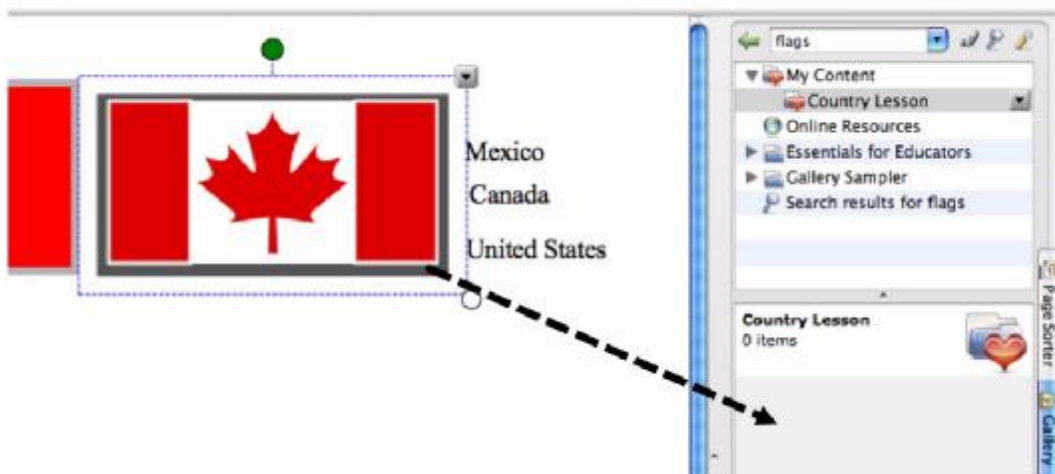 flags
My Content
Country Lesson
Online Resources
Essentials for Educators
Gallery Sampler
Search results for flags
Mexico
Canada
United States
Country Lesson
0 items
Page Sorter
Gallery